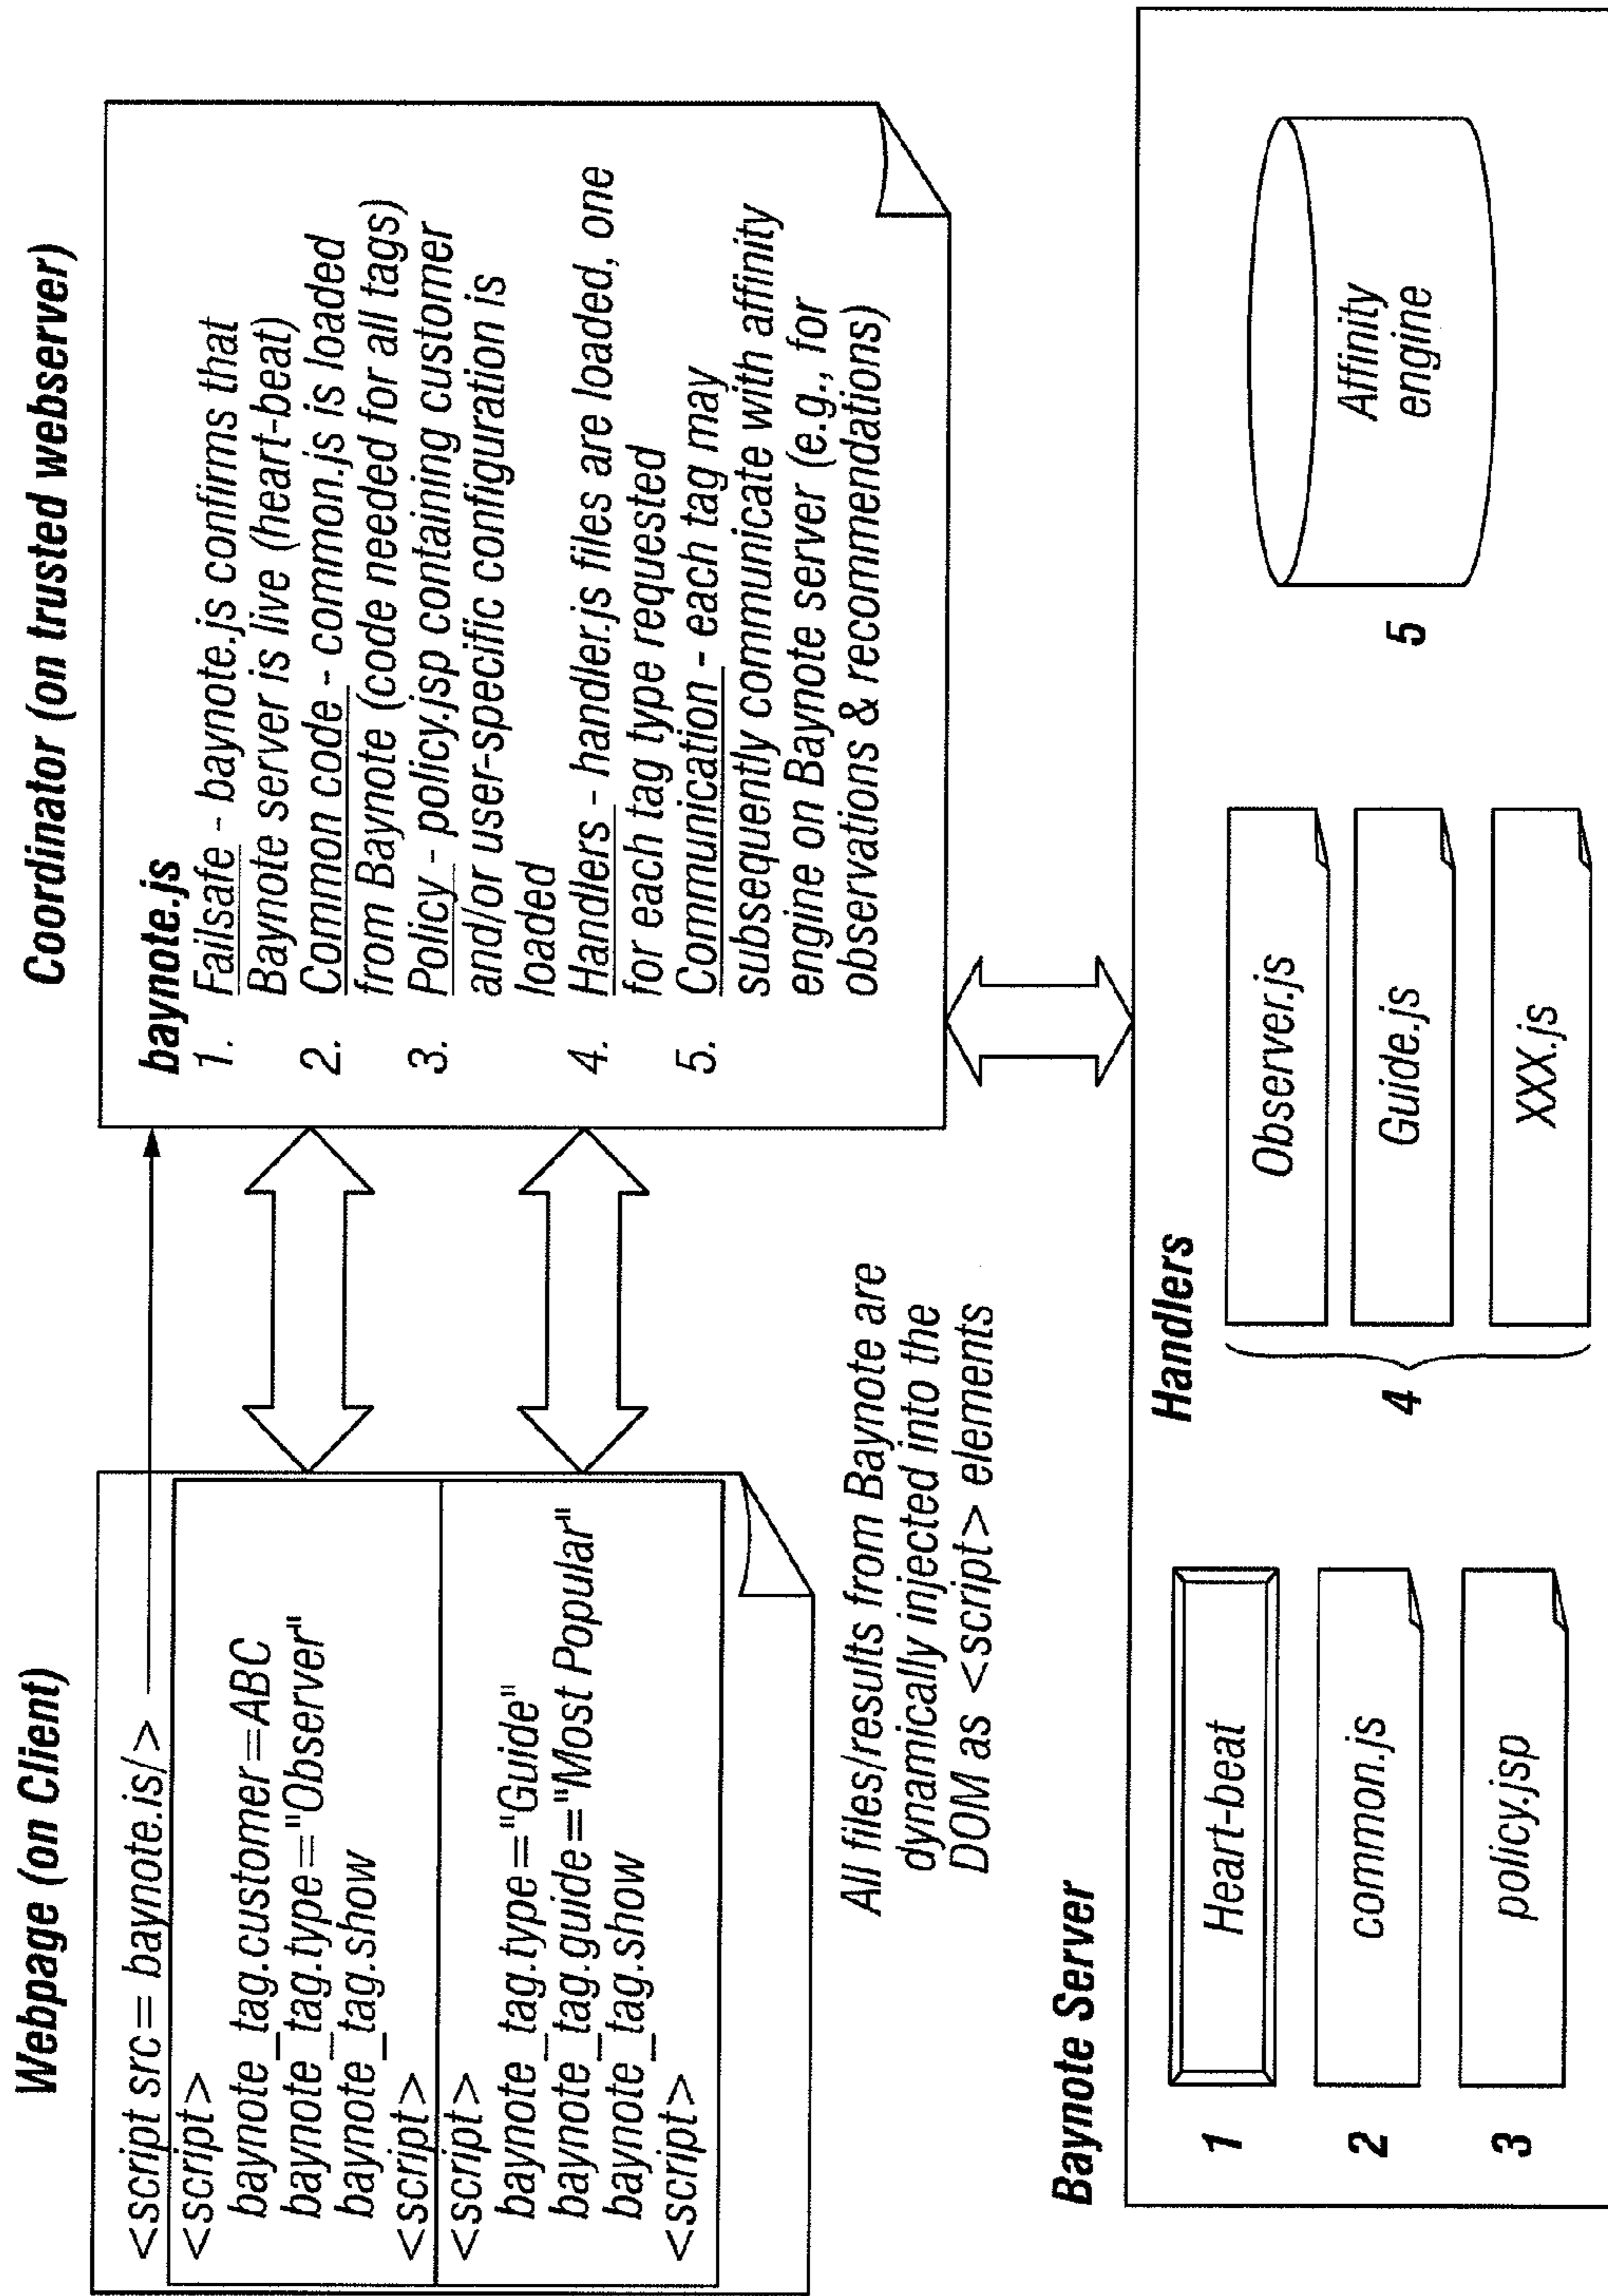 Webpage (on Client)
<script src= baynote.is/>
<script>
baynote_tag.customer=ABC
baynote_tag.type="Observer"
baynote_tag.show
<script>
<script>
baynote_tag.type="Guide"
baynote_tag.guide="Most Popular"
baynote_tag.show
<script>
All files/results from Baynote are
dynamically injected into the
DOM as <script> elements
Coordinator (on trusted webserver)
baynote.js
1. Failsafe - baynote.js confirms that
Baynote server is live (heart-beat)
2. Common code - common.js is loaded
from Baynote (code needed for all tags)
3. Policy - policy.jsp containing customer
and/or user-specific configuration is
loaded
4. Handlers - handler.js files are loaded, one
for each tag type requested
5. Communication - each tag may
subsequently communicate with affinity
engine on Baynote server (e.g., for
observations & recommendations)
Baynote Server
1 Heart-beat
2 common.js
3 policy.jsp
Handlers
4
Observer.js
Guide.js
XXX.js
5
Affinity
engine